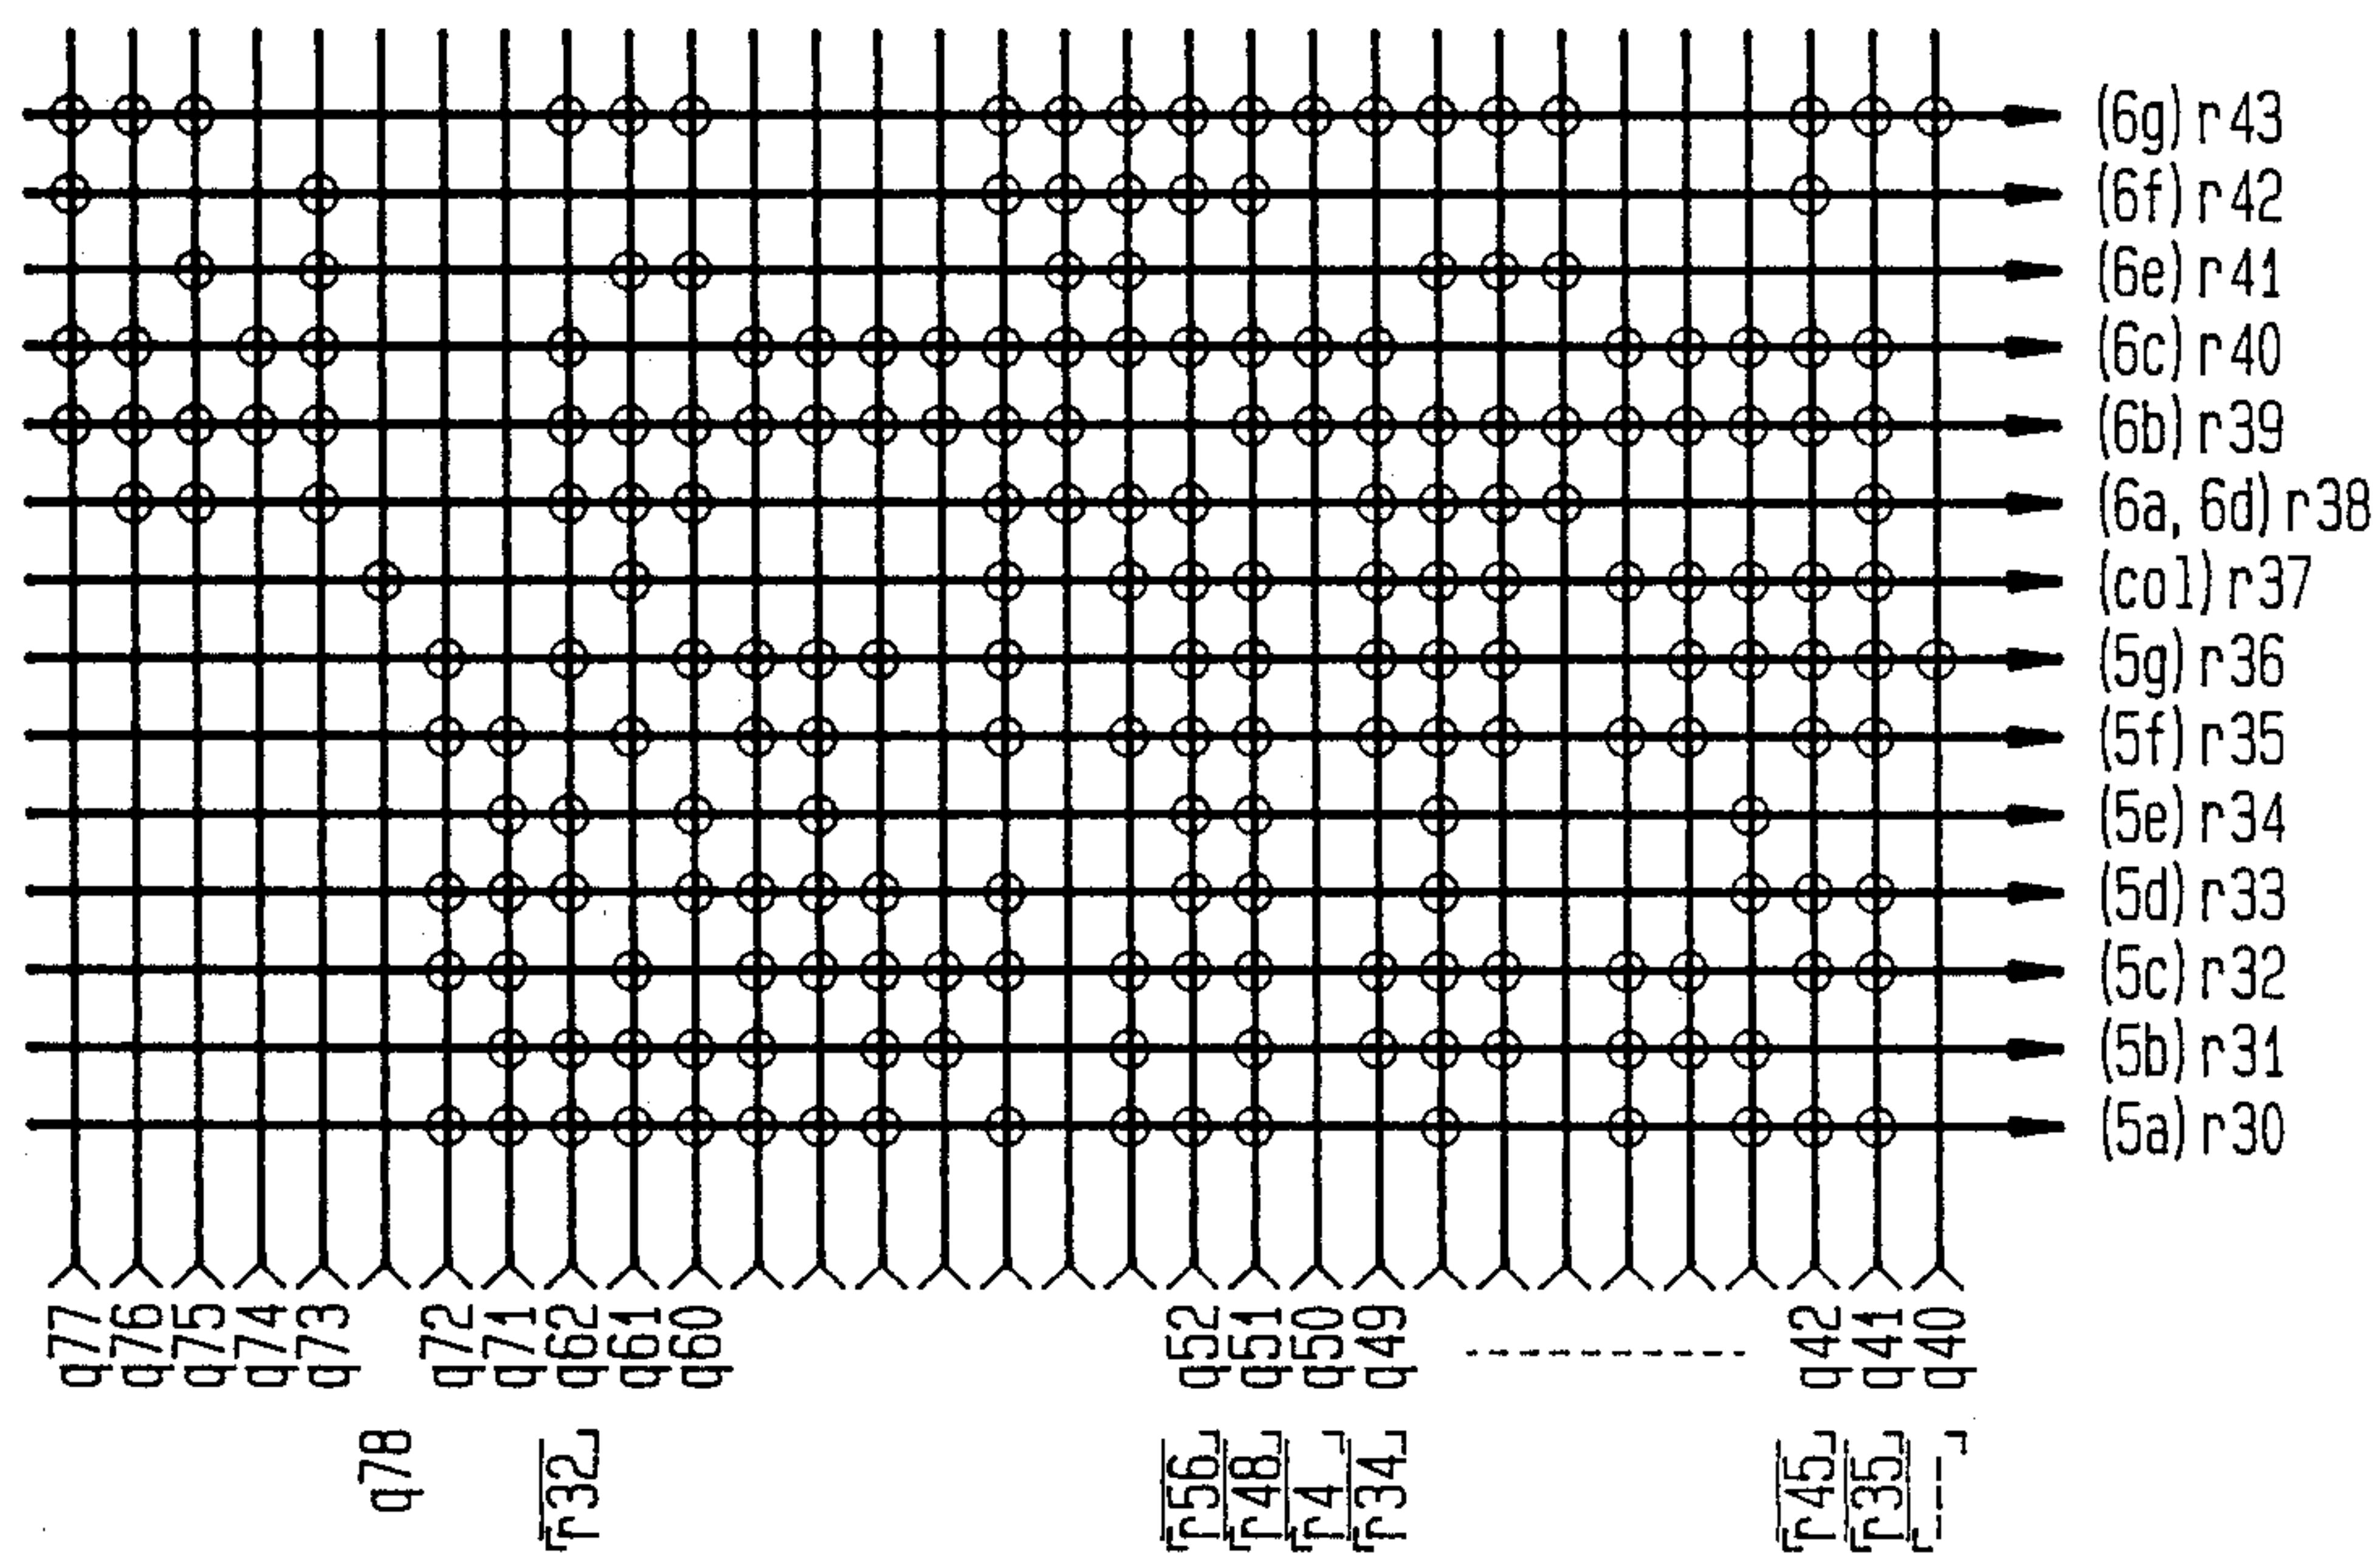 (6g) r43
(6f) r42
(6e) r41
(6c) r40
(6b) r39
(6a, 6d) r38
(col) r37
(5g) r36
(5f) r35
(5e) r34
(5d) r33
(5c) r32
(5b) r31
(5a) r30
q77 q76 q75 q74 q73 q72 q71 q62 q61 q60 q52 q51 q50 q49 ---------- q42 q41 q40
q78 [r32] [r56] [r48] [r4 ] [r34] [r45] [r35] [----]